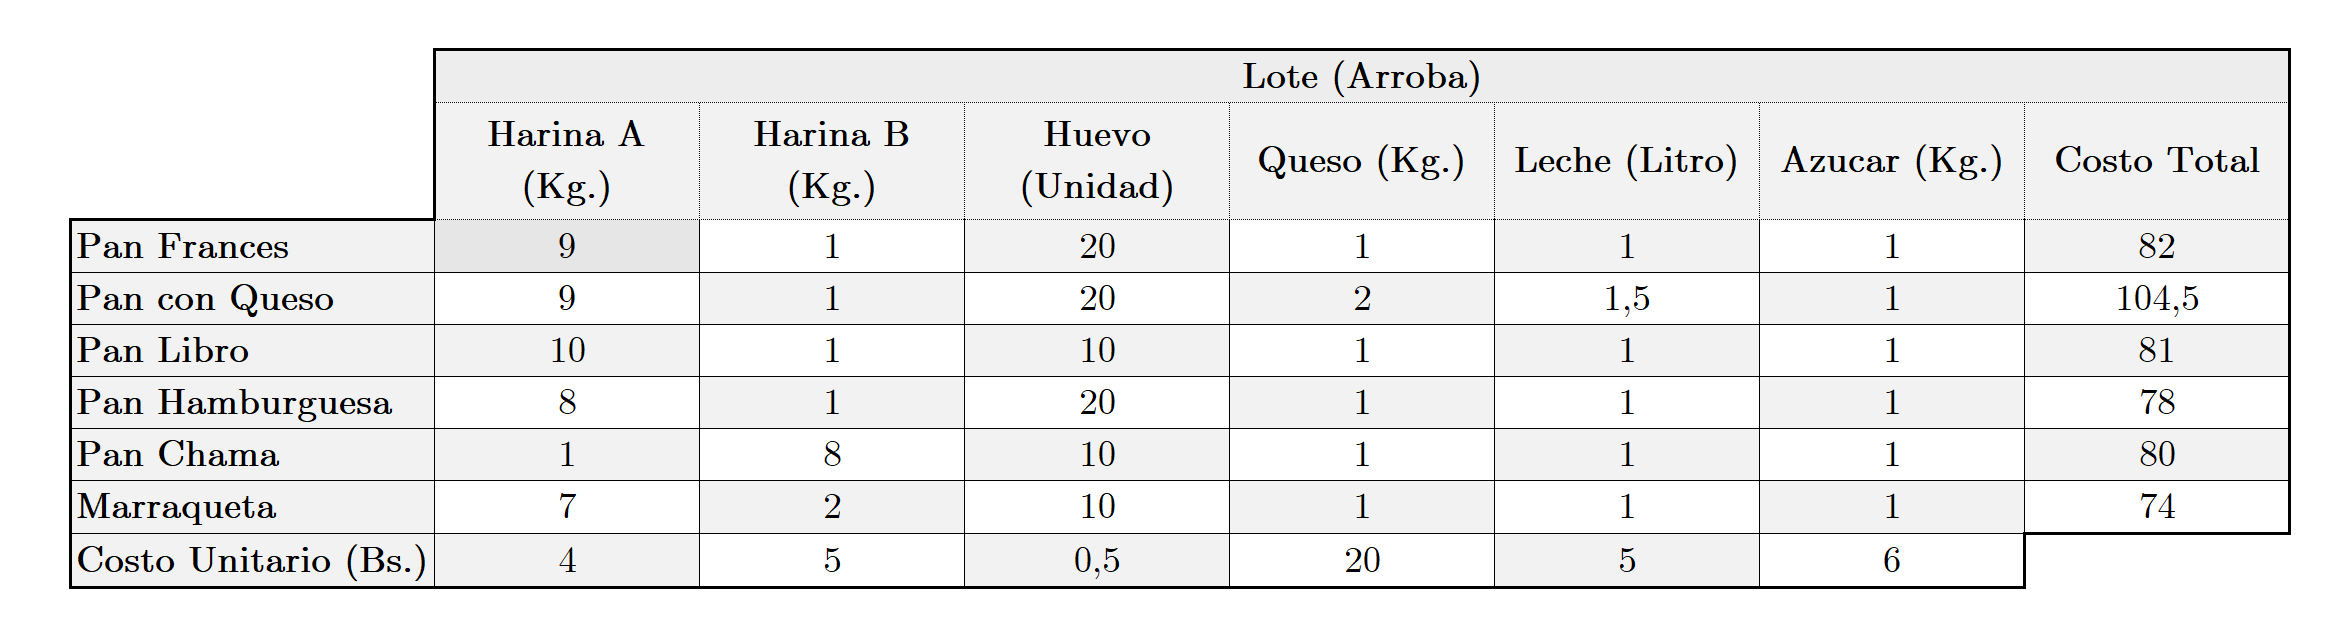 Lote (Arroba)
Harina A (Kg.) Harina B (Kg.) Huevo (Unidad) Queso (Kg.) Leche (Litro) Azucar (Kg.) Costo Total
Pan Frances 9 1 20 1 1 1 82
Pan con Queso 9 1 20 2 1,5 1 104,5
Pan Libro 10 1 10 1 1 1 81
Pan Hamburguesa 8 1 20 1 1 1 78
Pan Chama 1 8 10 1 1 1 80
Marraqueta 7 2 10 1 1 1 74
Costo Unitario (Bs.) 4 5 0,5 20 5 6